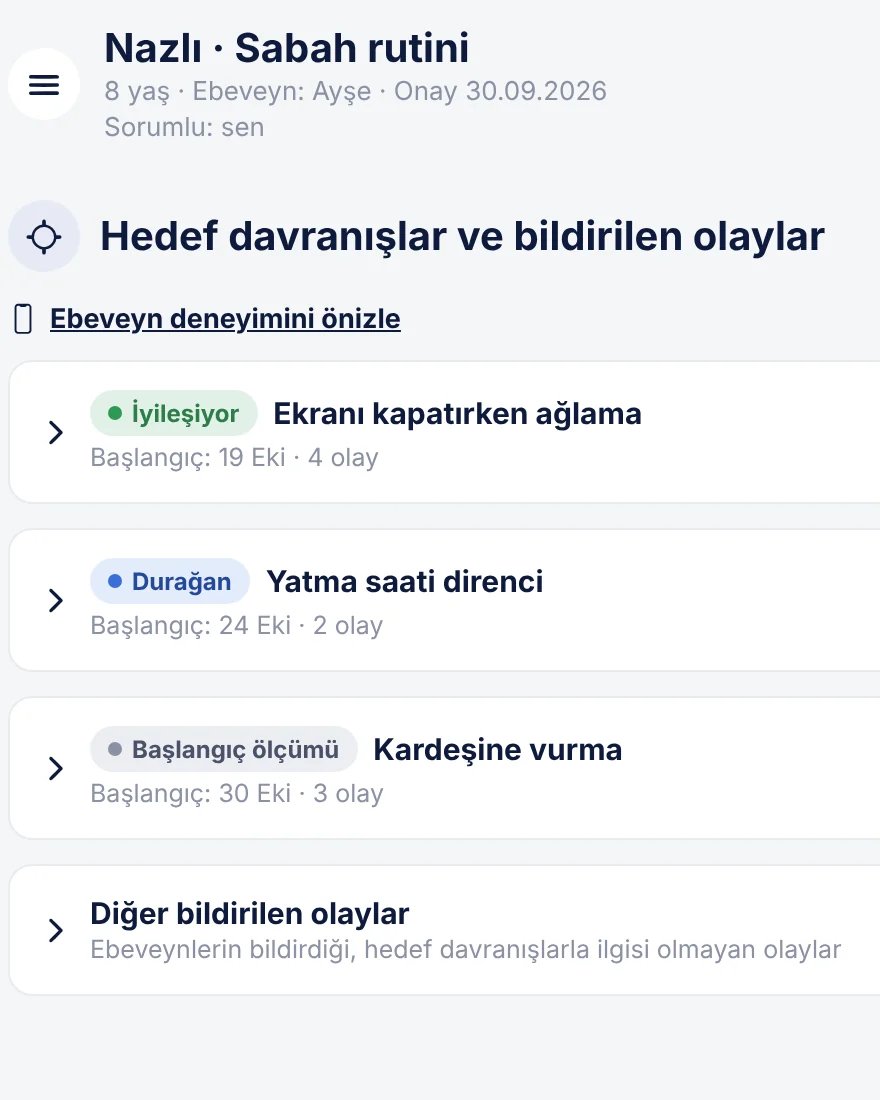 Nazlı · Sabah rutini
8 yaş · Ebeveyn: Ayşe · Onay 30.09.2026
Sorumlu: sen
Hedef davranışlar ve bildirilen olaylar
Ebeveyn deneyimini önizle
İyileşiyor Ekranı kapatırken ağlama
Başlangıç: 19 Eki · 4 olay
Durağan Yatma saati direnci
Başlangıç: 24 Eki · 2 olay
Başlangıç ölçümü Kardeşine vurma
Başlangıç: 30 Eki · 3 olay
Diğer bildirilen olaylar
Ebeveynlerin bildirdiği, hedef davranışlarla ilgisi olmayan olaylar